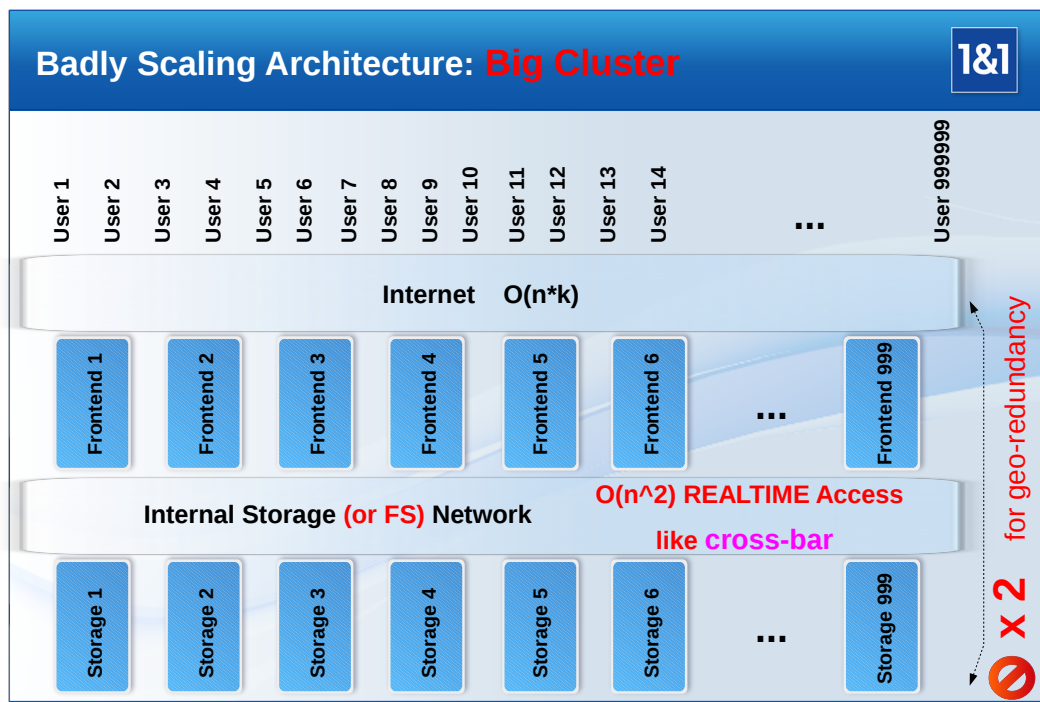 Badly Scaling Architecture: Big Cluster
1&1
User 1
User 2
User 3
User 4
User 5
User 6
User 7
User 8
User 9
User 10
User 11
User 12
User 13
User 14
...
User 999999
Internet O(n*k)
Frontend 1
Frontend 2
Frontend 3
Frontend 4
Frontend 5
Frontend 6
...
Frontend 999
Internal Storage (or FS) Network
O(n^2) REALTIME Access
like cross-bar
Storage 1
Storage 2
Storage 3
Storage 4
Storage 5
Storage 6
...
Storage 999
x 2 for geo-redundancy